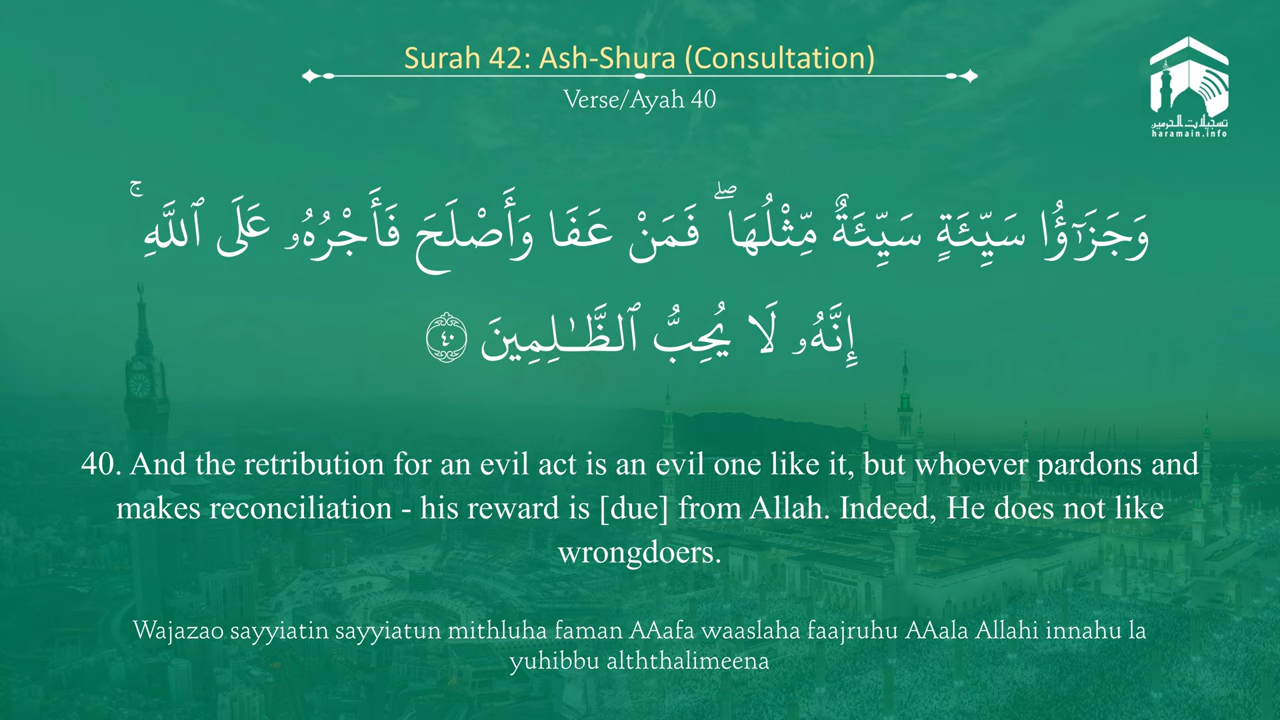 Surah 42: Ash-Shura (Consultation)
Verse/Ayah 40
تسجيلات الحرمين
haramain.info
وَجَزَٰٓؤُا۟ سَيِّئَةٍ سَيِّئَةٌ مِّثْلُهَا ۖ فَمَنْ عَفَا وَأَصْلَحَ فَأَجْرُهُۥ عَلَى ٱللَّهِ ۚ
إِنَّهُۥ لَا يُحِبُّ ٱلظَّـٰلِمِينَ ٤٠
40. And the retribution for an evil act is an evil one like it, but whoever pardons and
makes reconciliation - his reward is [due] from Allah. Indeed, He does not like
wrongdoers.
Wajazao sayyiatin sayyiatun mithluha faman AAafa waaslaha faajruhu AAala Allahi innahu la
yuhibbu alththalimeena